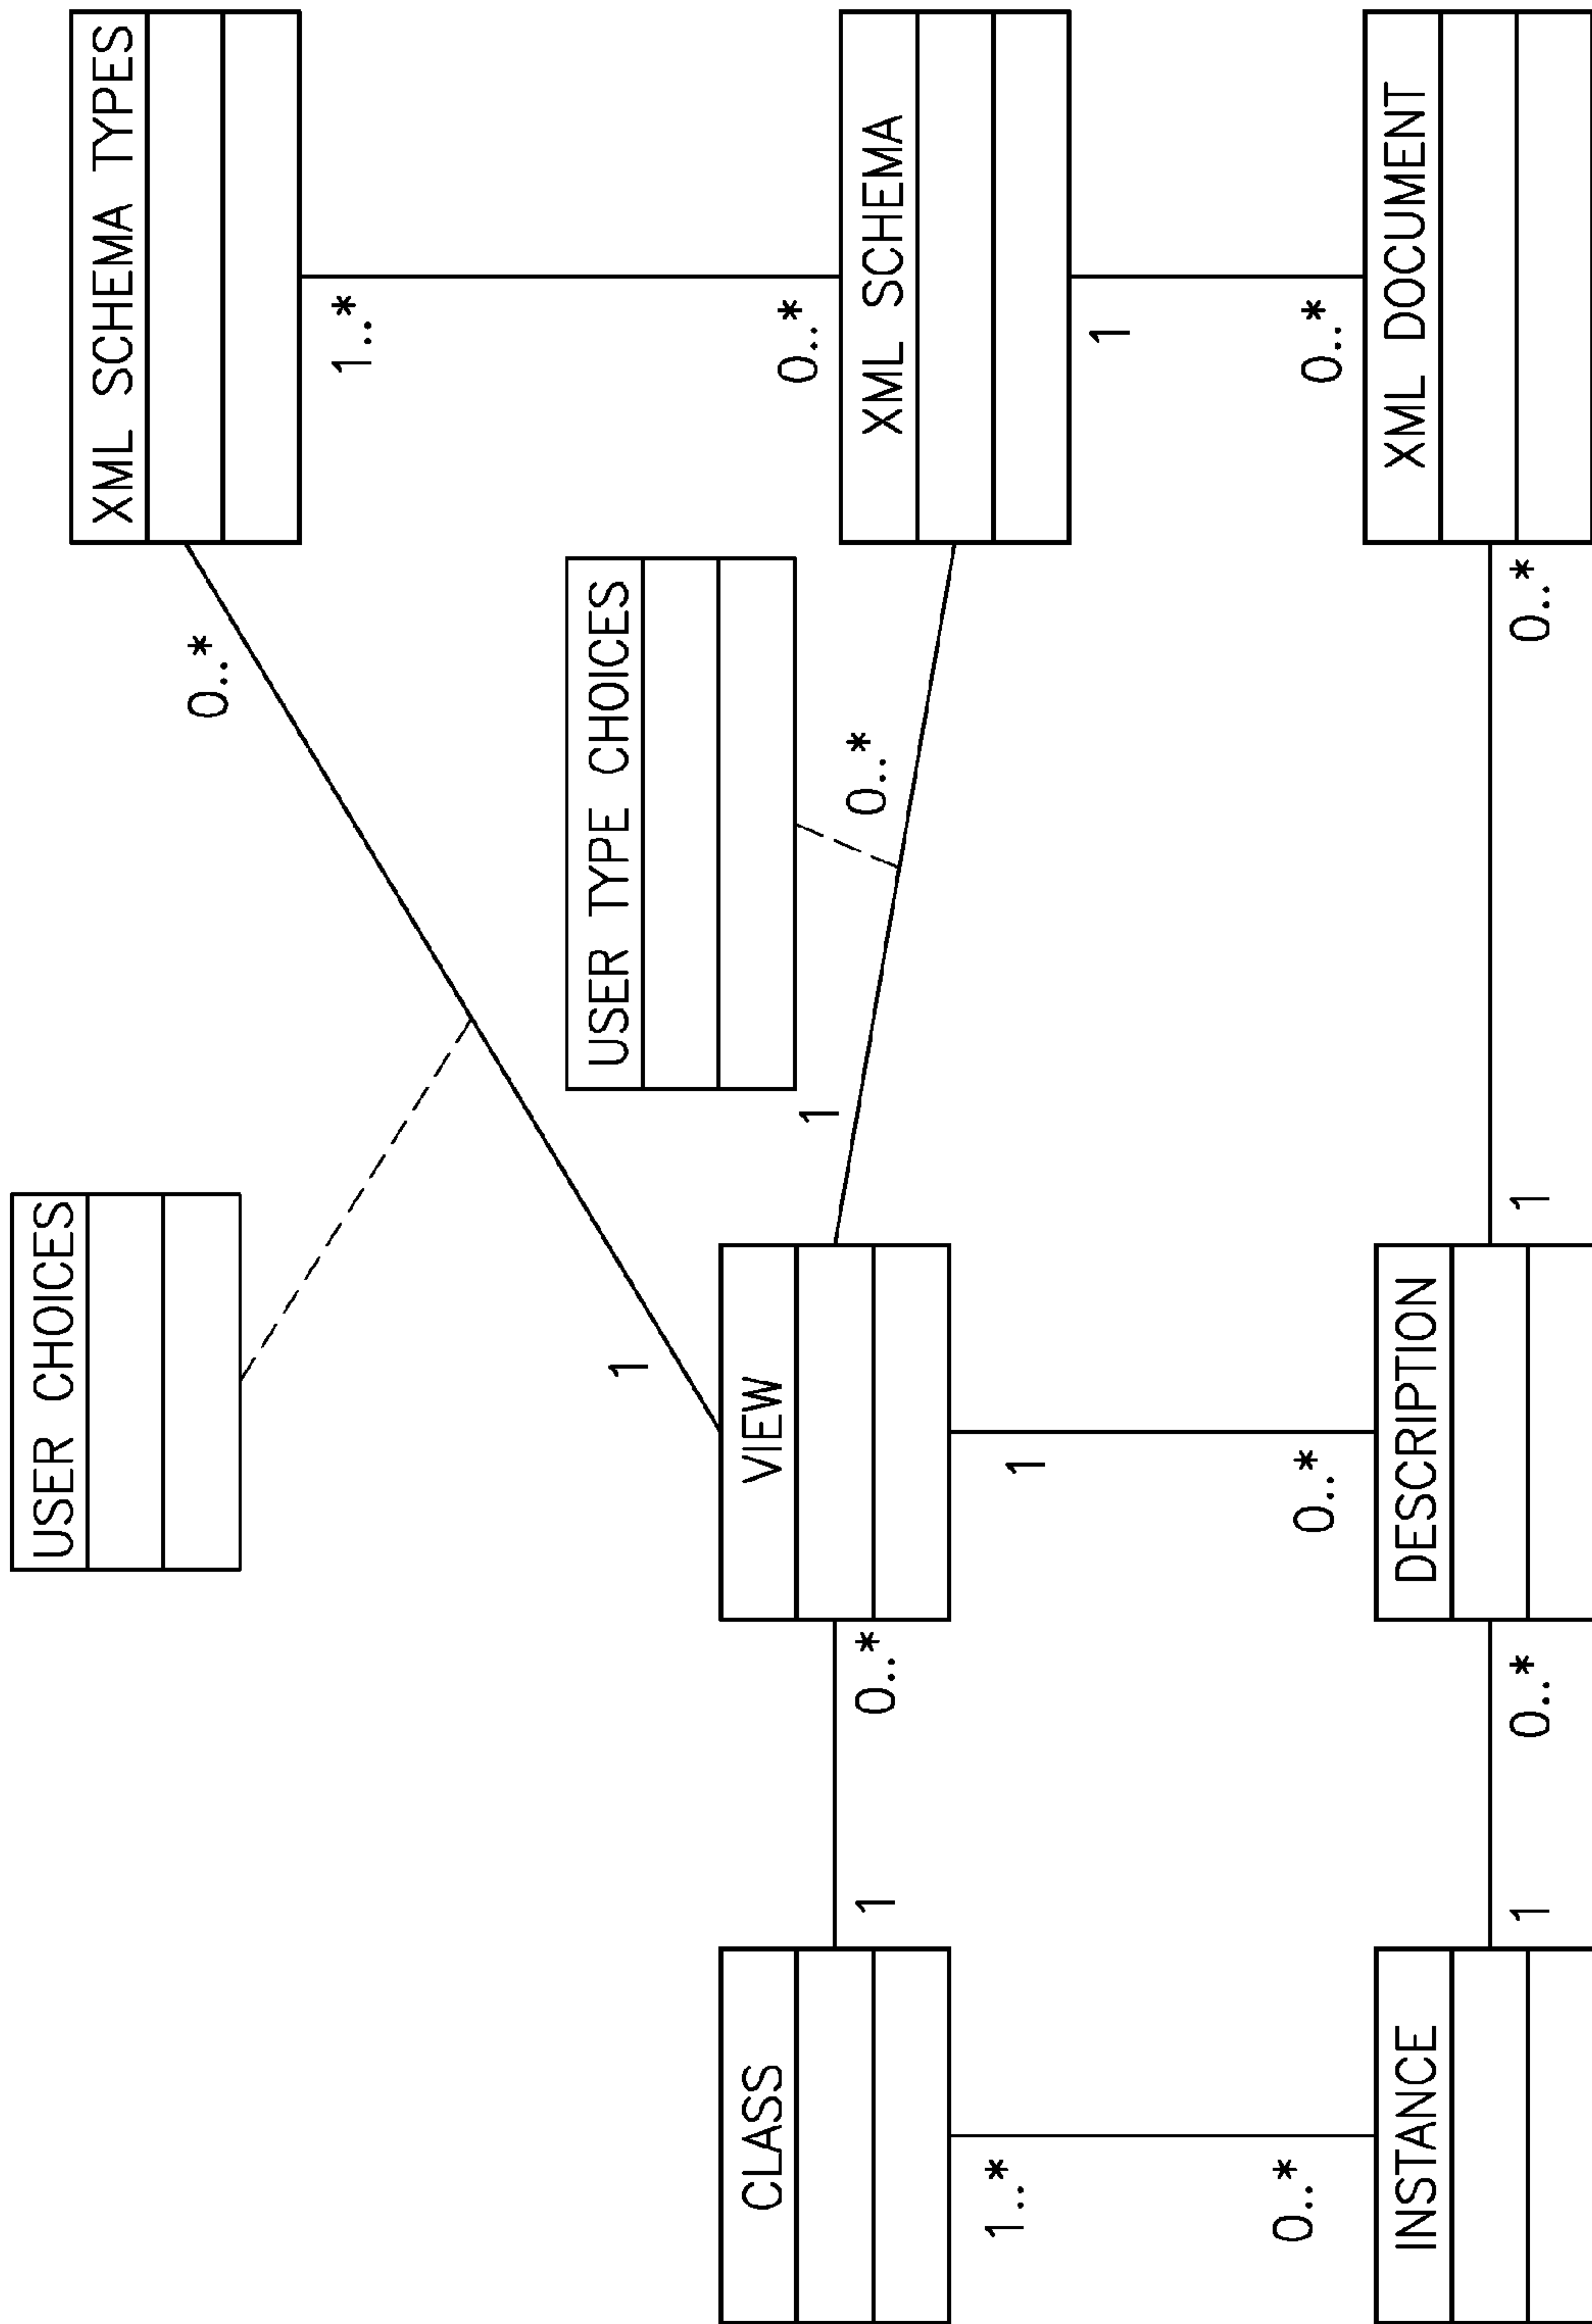 USER CHOICES
XML SCHEMA TYPES
0..*
1..*
USER TYPE CHOICES
1
CLASS
VIEW
0..*
1
0..*
1
0..*
XML SCHEMA
1..*
1
1
0..*
0..*
0..*
INSTANCE
DESCRIPTION
XML DOCUMENT
1
0..*
1
0..*